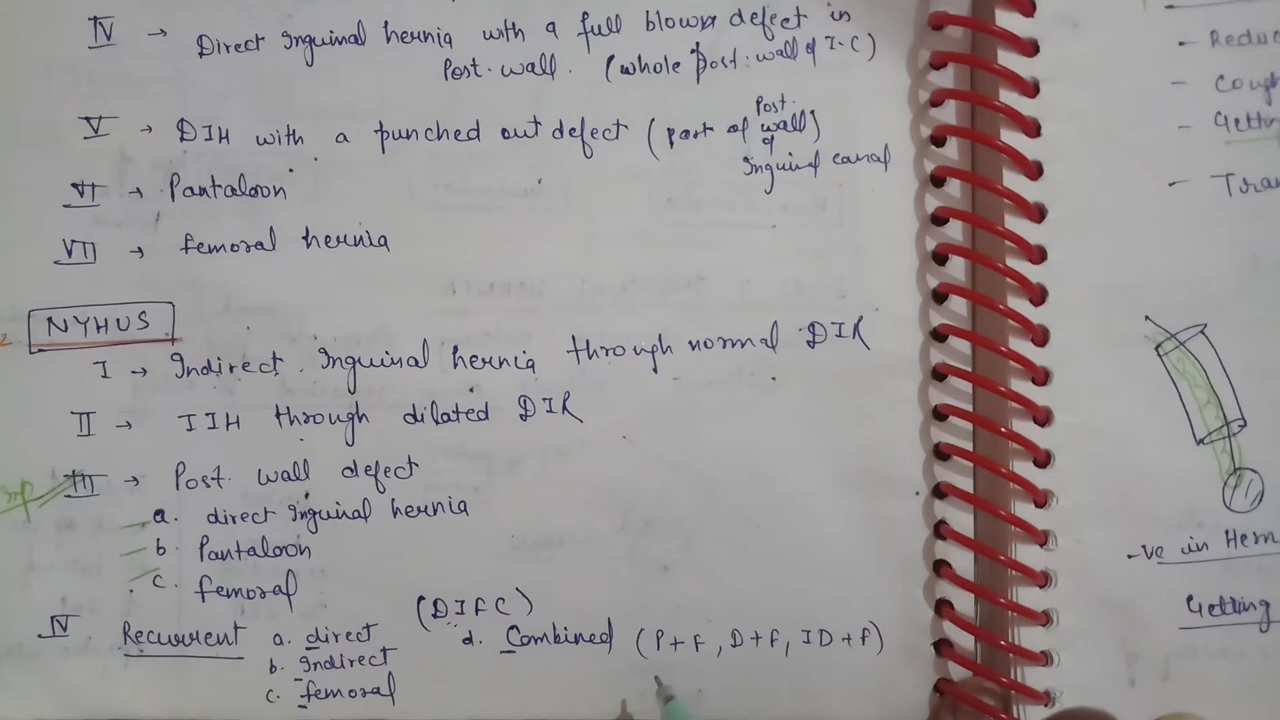 IV → Direct Inguinal hernia with a full blown defect in
Post. wall. (whole post. wall of I.C)
V → DIH with a punched out defect (part of Post. wall of Inguinal canal)
VI → Pantaloon
VII → femoral hernia
NYHUS
I → Indirect Inguinal hernia through normal DIR
II → IIH through dilated DIR
Imp III → Post. wall defect
a. direct Inguinal hernia
b. Pantaloon
c. femoral
(DIFC)
IV Recurrent a. direct d. Combined (P+F, D+F, ID+F)
b. Indirect
c. femoral
- Reduc
- Cough
- Getting
- Tra
-ve in Hern
Getting